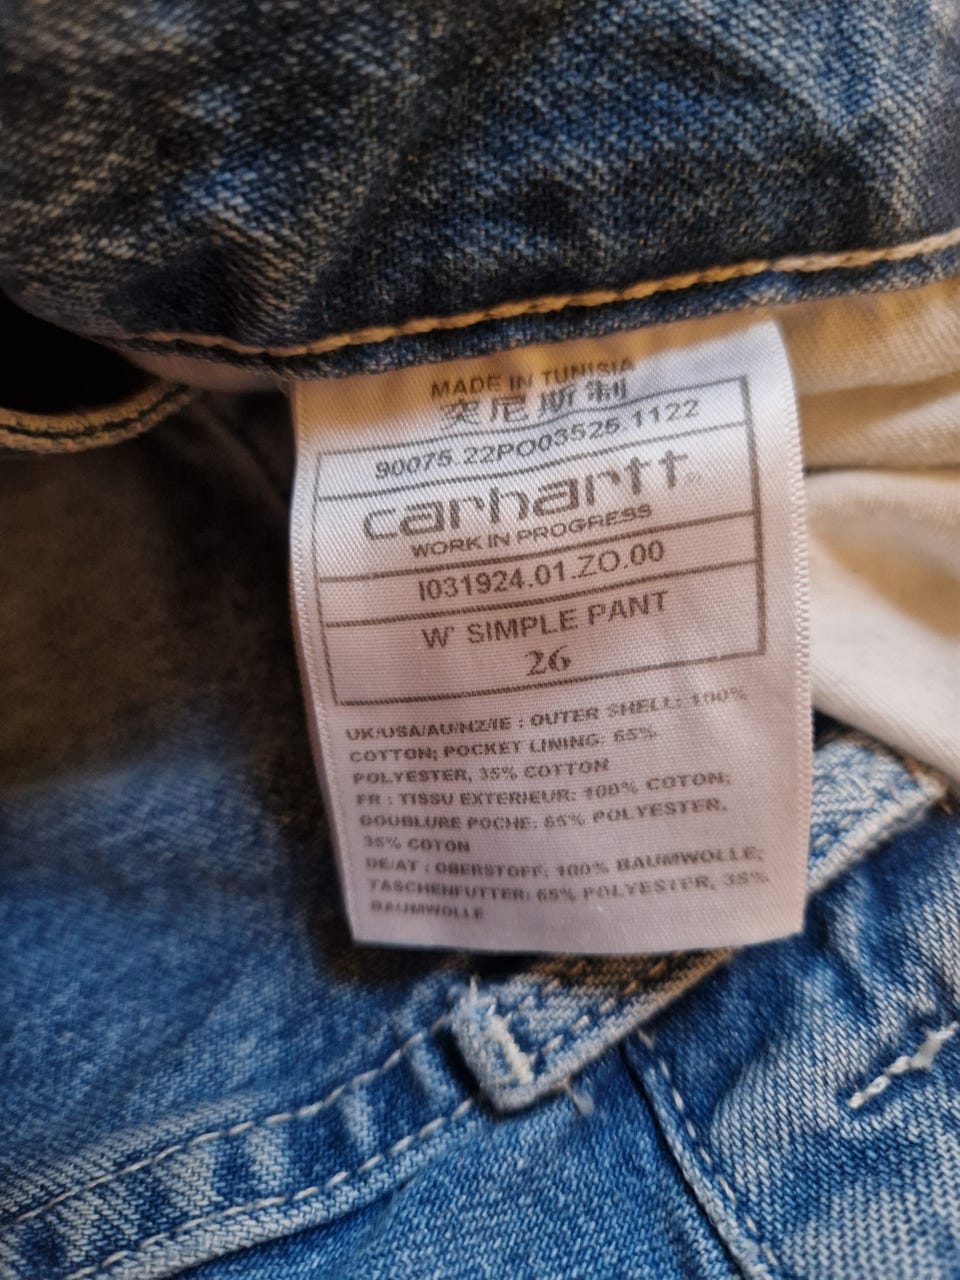 MADE IN TUNISIA
突尼斯制
90075 22PO03525 1122
carhartt
WORK IN PROGRESS
I031924.01.ZO.00
W' SIMPLE PANT
26
UK/USA/AU/NZ/IE : OUTER SHELL: 100%
COTTON; POCKET LINING: 65%
POLYESTER, 35% COTTON
FR : TISSU EXTERIEUR: 100% COTON;
DOUBLURE POCHE: 65% POLYESTER,
35% COTON
DE/AT : OBERSTOFF: 100% BAUMWOLLE;
TASCHENFUTTER: 65% POLYESTER, 35%
BAUMWOLLE